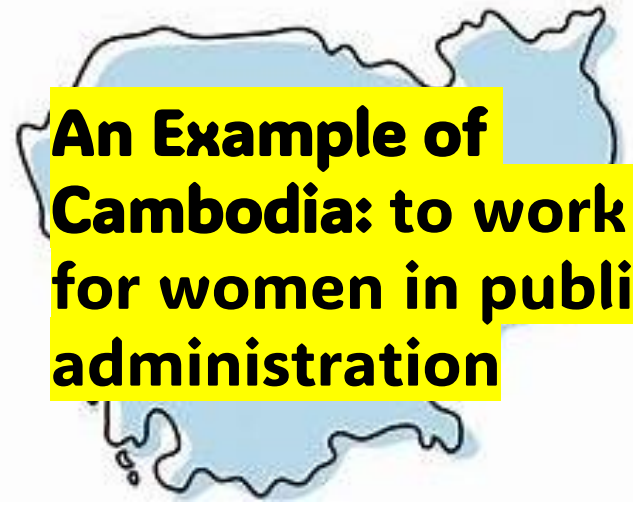 An Example of
Cambodia: to work
for women in publi
administration